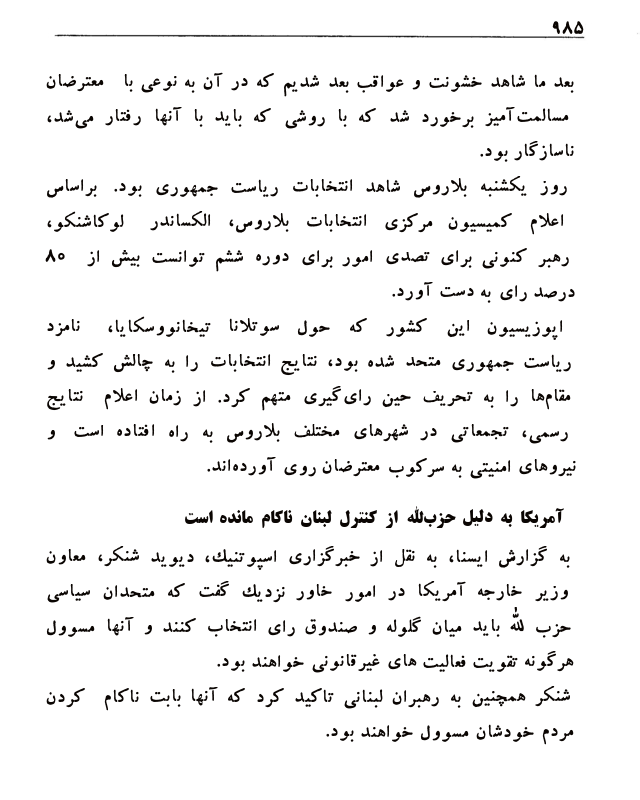 ۹۸۵
بعد ما شاهد خشونت و عواقب بعد شدیم که در آن به نوعی با معترضان
مسالمت‌آمیز برخورد شد که با روشی که باید با آنها رفتار می‌شد،
ناسازگار بود.
روز یکشنبه بلاروس شاهد انتخابات ریاست جمهوری بود. براساس
اعلام کمیسیون مرکزی انتخابات بلاروس، الکساندر لوکاشنکو،
رهبر کنونی برای تصدی امور برای دوره ششم توانست بیش از ۸۰
درصد رای به دست آورد.
اپوزیسیون این کشور که حول سوتلانا تیخانووسکایا، نامزد
ریاست جمهوری متحد شده بود، نتایج انتخابات را به چالش کشید و
مقام‌ها را به تحریف حین رای‌گیری متهم کرد. از زمان اعلام نتایج
رسمی، تجمعاتی در شهرهای مختلف بلاروس به راه افتاده است و
نیروهای امنیتی به سرکوب معترضان روی آورده‌اند.
آمریکا به دلیل حزب‌الله از کنترل لبنان ناکام مانده است
به گزارش ایسنا، به نقل از خبرگزاری اسپوتنیك، دیوید شنکر، معاون
وزیر خارجه آمریکا در امور خاور نزدیك گفت که متحدان سیاسی
حزب الله باید میان گلوله و صندوق رای انتخاب کنند و آنها مسوول
هرگونه تقویت فعالیت های غیرقانونی خواهند بود.
شنکر همچنین به رهبران لبنانی تاکید کرد که آنها بابت ناکام کردن
مردم خودشان مسوول خواهند بود.